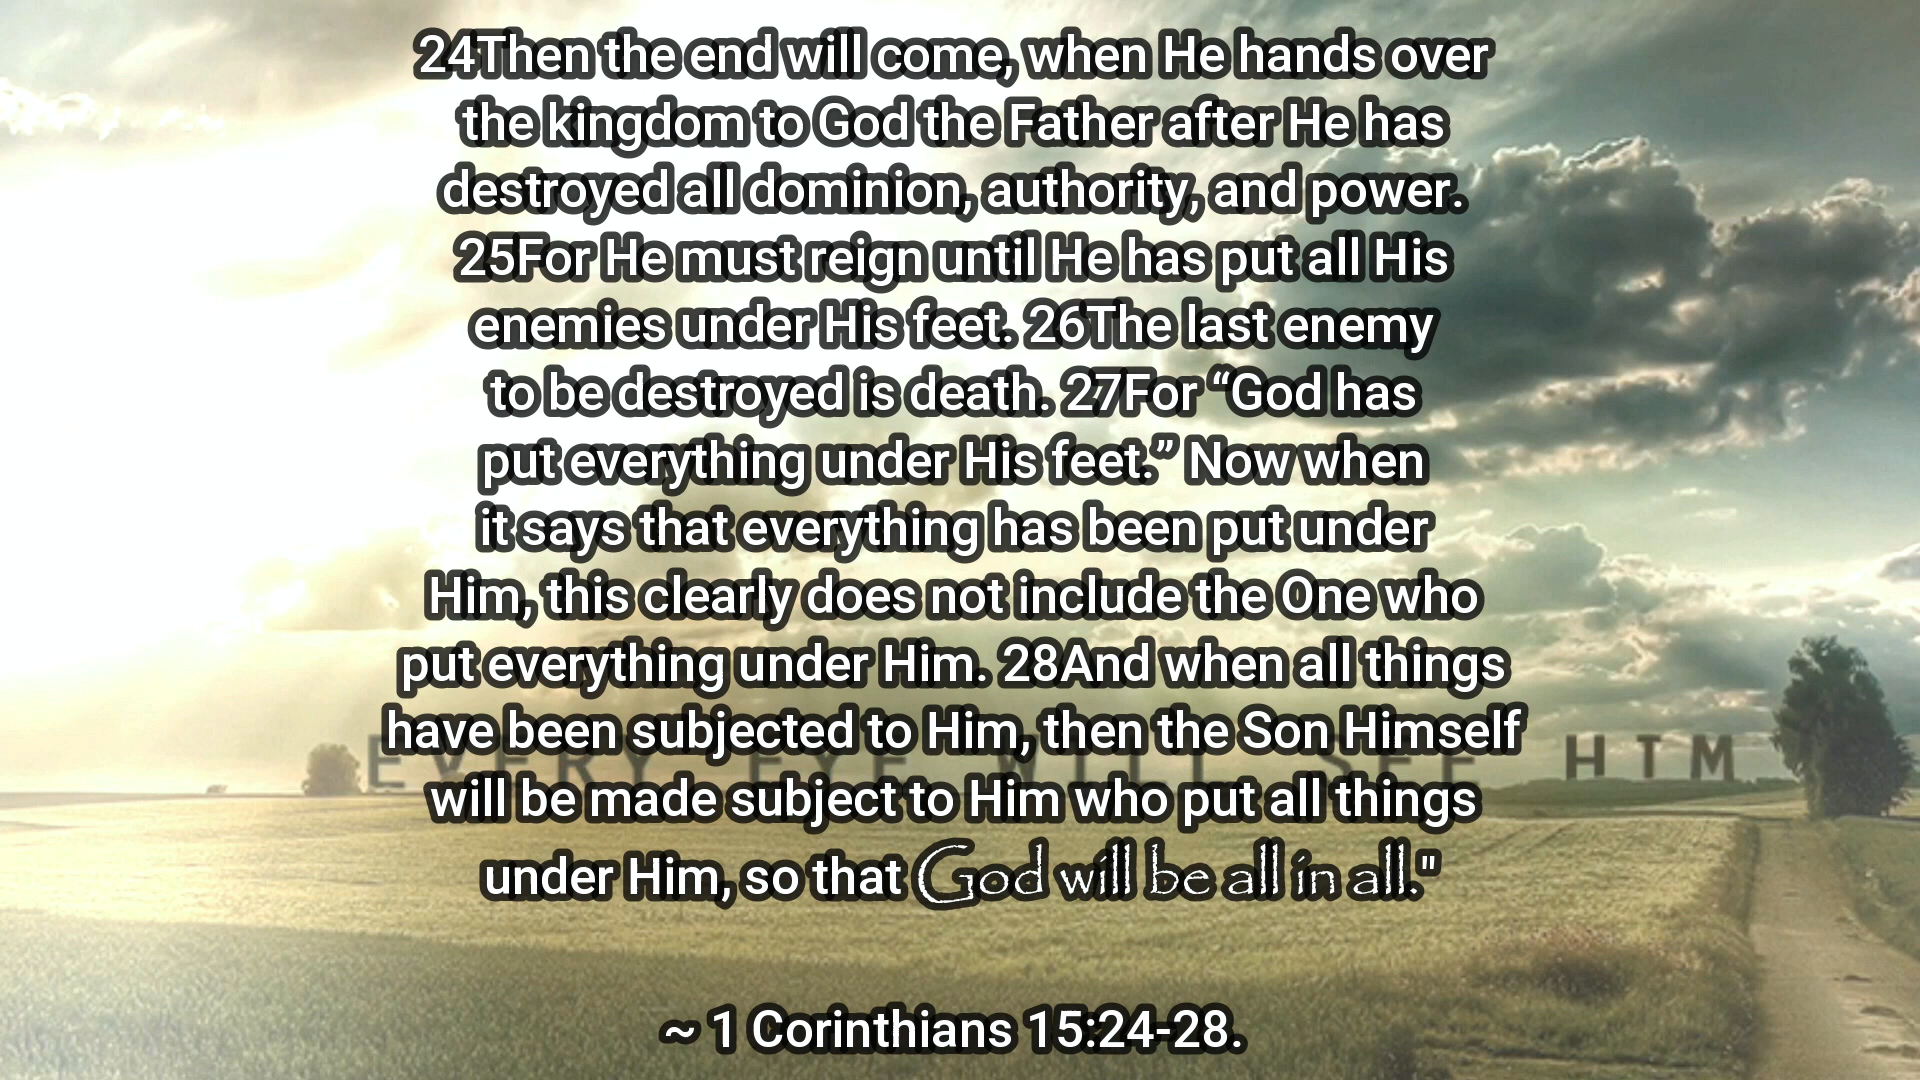 24Then the end will come, when He hands over
the kingdom to God the Father after He has
destroyed all dominion, authority, and power.
25For He must reign until He has put all His
enemies under His feet. 26The last enemy
to be destroyed is death. 27For “God has
put everything under His feet.” Now when
it says that everything has been put under
Him, this clearly does not include the One who
put everything under Him. 28And when all things
have been subjected to Him, then the Son Himself
EVERY EYE WILL SEE HIM
will be made subject to Him who put all things
under Him, so that God will be all in all."
~ 1 Corinthians 15:24-28.